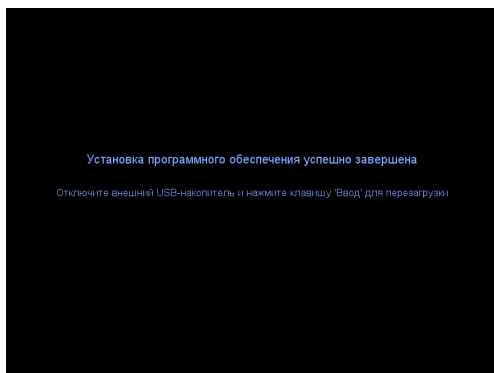 Установка программного обеспечения успешно завершена
Отключите внешний USB-накопитель и нажмите клавишу 'Ввод' для перезагрузки